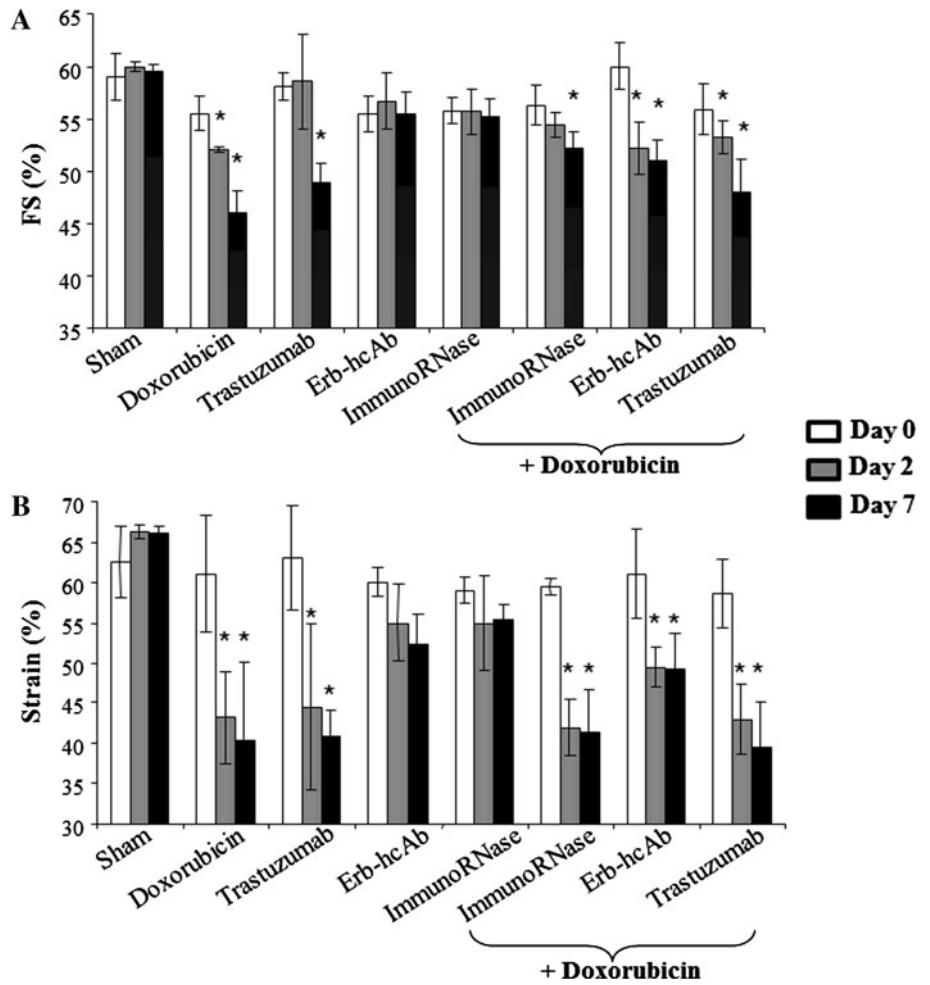 A
65
60
55
50
45
40
35
FS (%)
* * * * * * * *
Sham
Doxorubicin
Trastuzumab
Erb-hcAb
ImmunoRNase
ImmunoRNase
Erb-hcAb
Trastuzumab
+ Doxorubicin
Day 0
Day 2
Day 7
B
70
65
60
55
50
45
40
35
30
Strain (%)
* * * * * * * * * *
Sham
Doxorubicin
Trastuzumab
Erb-hcAb
ImmunoRNase
ImmunoRNase
Erb-hcAb
Trastuzumab
+ Doxorubicin